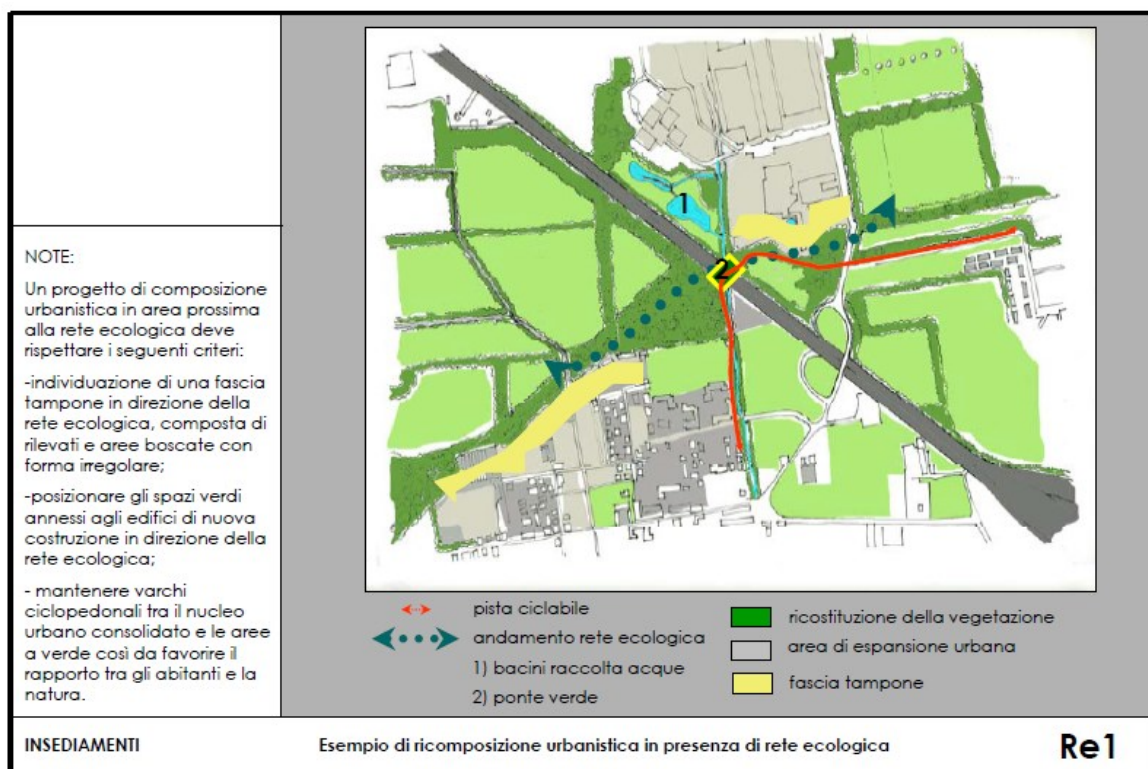 NOTE:
Un progetto di composizione
urbanistica in area prossima
alla rete ecologica deve
rispettare i seguenti criteri:
-individuazione di una fascia
tampone in direzione della
rete ecologica, composta di
rilevati e aree boscate con
forma irregolare;
-posizionare gli spazi verdi
annessi agli edifici di nuova
costruzione in direzione della
rete ecologica;
- mantenere varchi
ciclopedonali tra il nucleo
urbano consolidato e le aree
a verde così da favorire il
rapporto tra gli abitanti e la
natura.
1
2
pista ciclabile
andamento rete ecologica
1) bacini raccolta acque
2) ponte verde
ricostituzione della vegetazione
area di espansione urbana
fascia tampone
INSEDIAMENTI
Esempio di ricomposizione urbanistica in presenza di rete ecologica
Re1